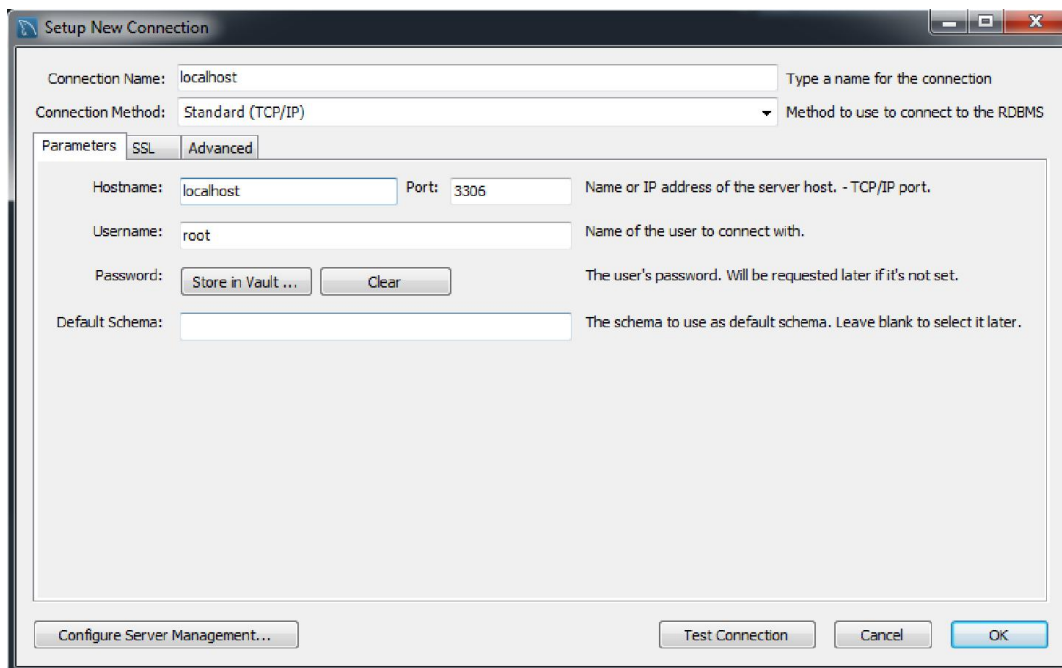 Setup New Connection
Connection Name: localhost Type a name for the connection
Connection Method: Standard (TCP/IP) Method to use to connect to the RDBMS
Parameters SSL Advanced
Hostname: localhost Port: 3306 Name or IP address of the server host. - TCP/IP port.
Username: root Name of the user to connect with.
Password: Store in Vault ... Clear The user's password. Will be requested later if it's not set.
Default Schema: The schema to use as default schema. Leave blank to select it later.
Configure Server Management... Test Connection Cancel OK